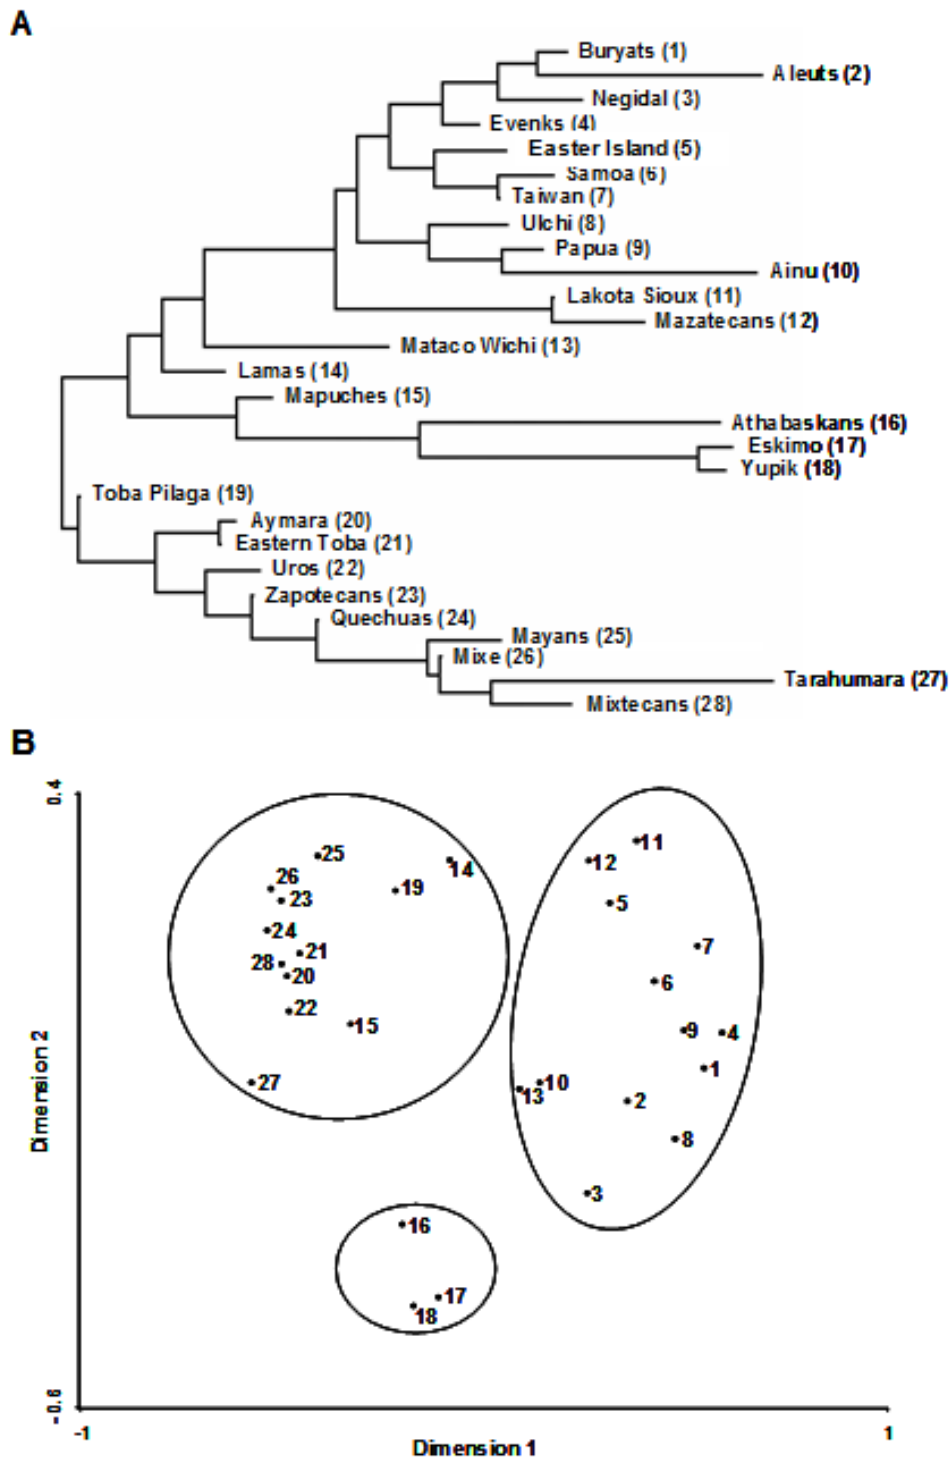 A
Buryats (1)
Aleuts (2)
Negidal (3)
Evenks (4)
Easter Island (5)
Samoa (6)
Taiwan (7)
Ulchi (8)
Papua (9)
Ainu (10)
Lakota Sioux (11)
Mazatecans (12)
Mataco Wichi (13)
Lamas (14)
Mapuches (15)
Athabaskans (16)
Eskimo (17)
Yupik (18)
Toba Pilaga (19)
Aymara (20)
Eastern Toba (21)
Uros (22)
Zapotecans (23)
Quechuas (24)
Mayans (25)
Mixe (26)
Tarahumara (27)
Mixtecans (28)
B
0.4
11
25
12
14
26
19
23
5
24
7
21
28
20
6
22
15
9
4
1
27
10
13
2
8
3
16
17
18
Dimension 2
-0.6
-1
1
Dimension 1